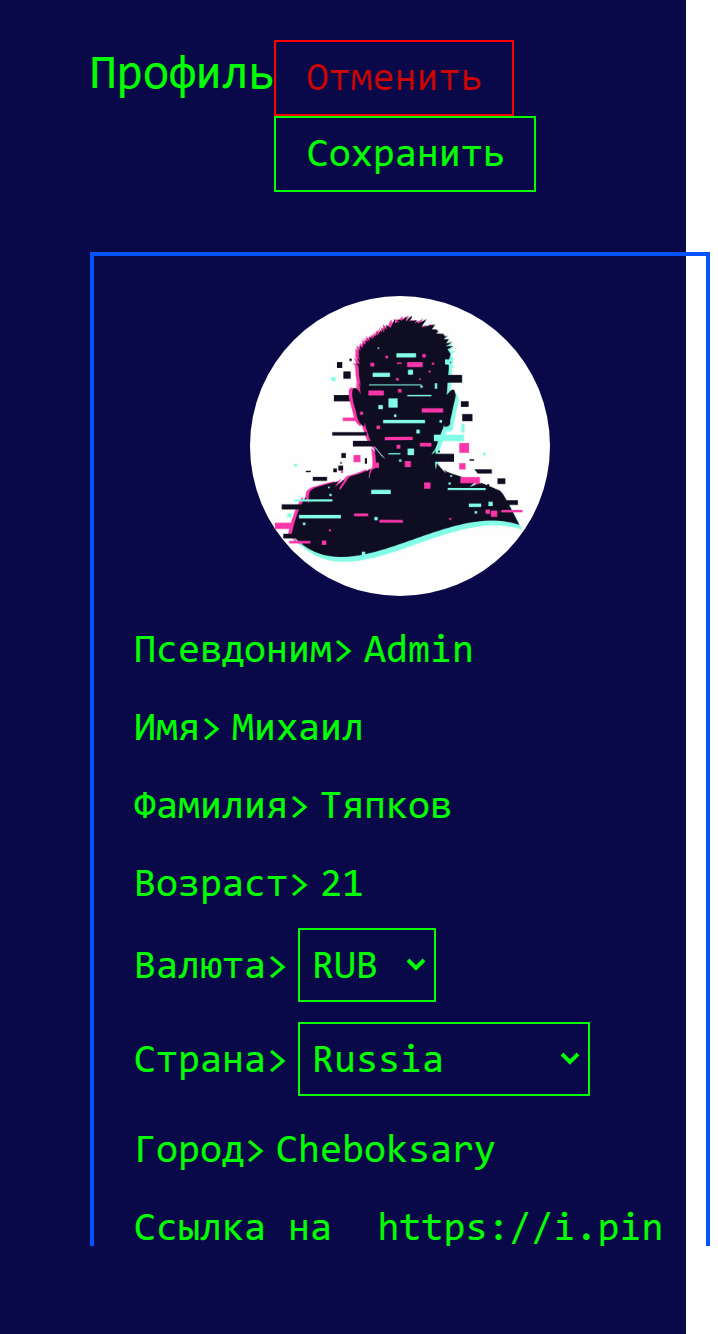 Профиль Отменить
Сохранить
Псевдоним> Admin
Имя> Михаил
Фамилия> Тяпков
Возраст> 21
Валюта> RUB
Страна> Russia
Город> Cheboksary
Ссылка на https://i.pin